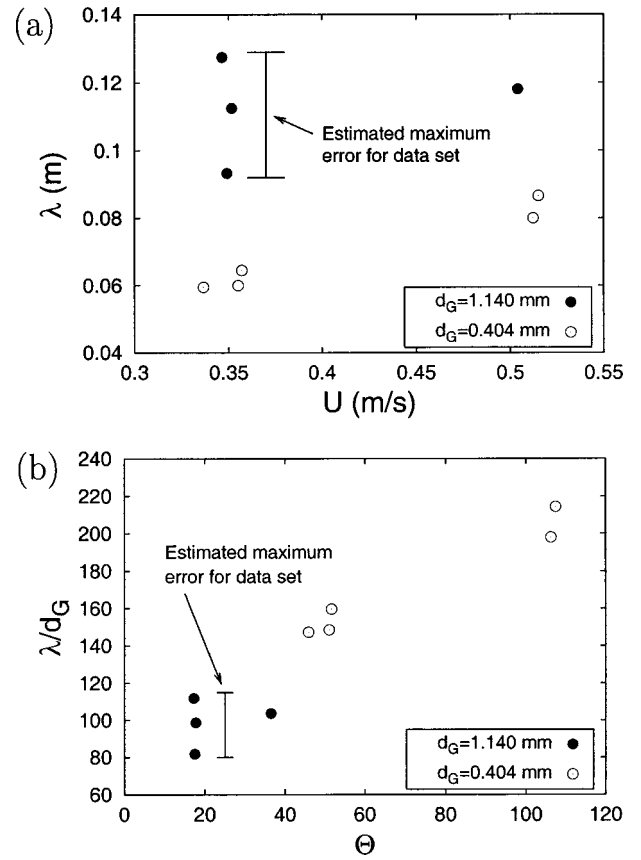 (a)
0.14
0.12
0.1
0.08
0.06
0.04
λ (m)
Estimated maximum
error for data set
d_G=1.140 mm
d_G=0.404 mm
0.3 0.35 0.4 0.45 0.5 0.55
U (m/s)
(b)
240
220
200
180
160
140
120
100
80
60
λ/d_G
Estimated maximum
error for data set
d_G=1.140 mm
d_G=0.404 mm
0 20 40 60 80 100 120
Θ